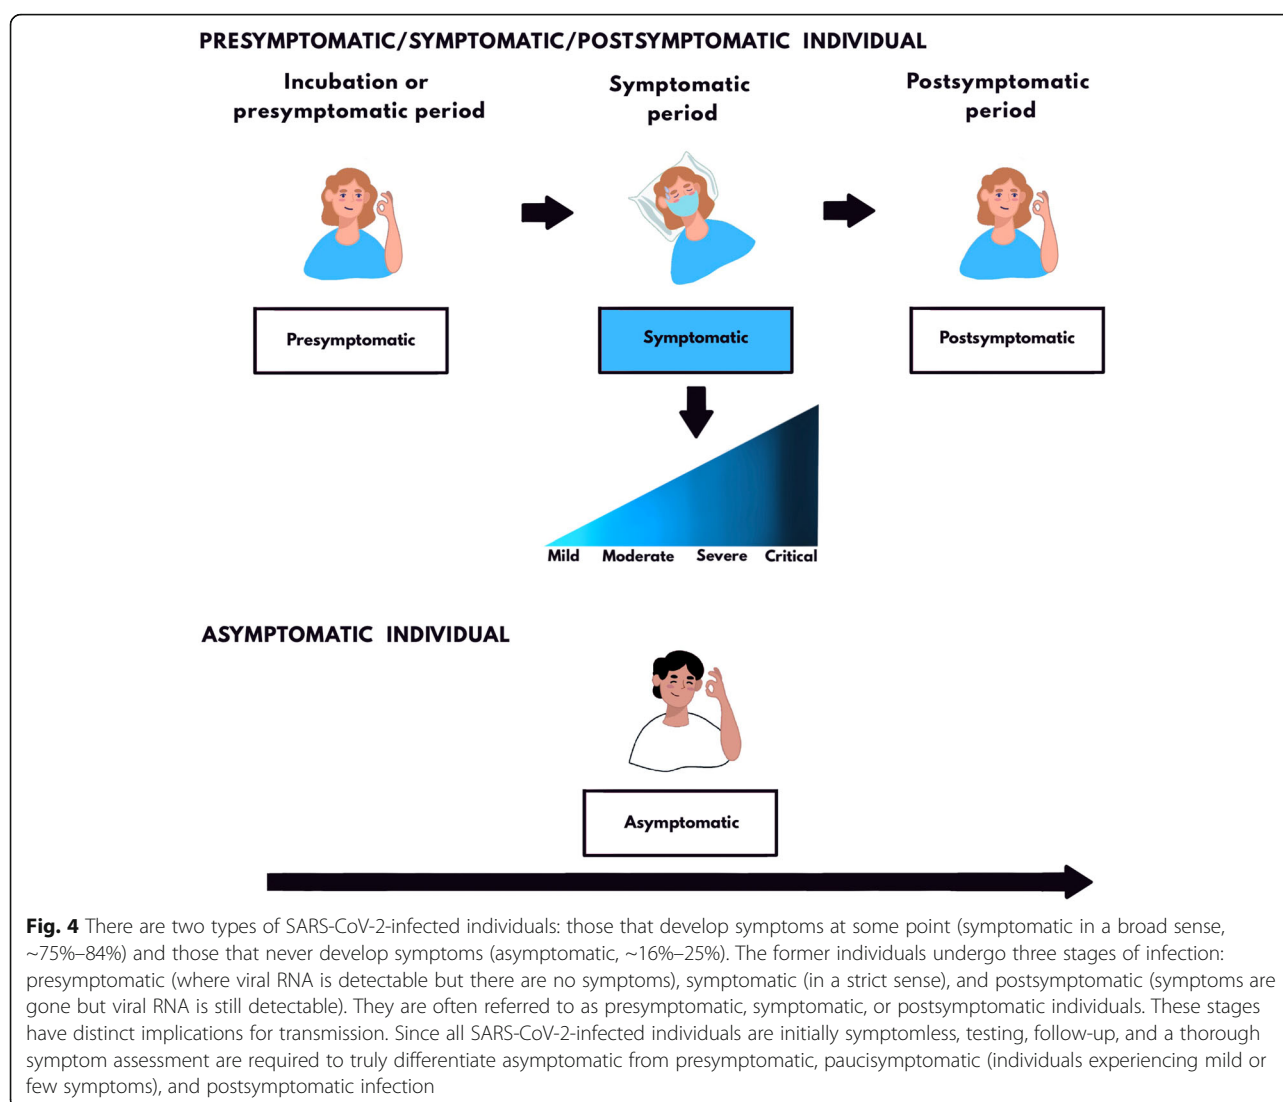 PRESYMPTOMATIC/SYMPTOMATIC/POSTSYMPTOMATIC INDIVIDUAL
Incubation or
presymptomatic period
Symptomatic
period
Postsymptomatic
period
Presymptomatic
Symptomatic
Postsymptomatic
Mild Moderate Severe Critical
ASYMPTOMATIC INDIVIDUAL
Asymptomatic
Fig. 4 There are two types of SARS-CoV-2-infected individuals: those that develop symptoms at some point (symptomatic in a broad sense,
~75%–84%) and those that never develop symptoms (asymptomatic, ~16%–25%). The former individuals undergo three stages of infection:
presymptomatic (where viral RNA is detectable but there are no symptoms), symptomatic (in a strict sense), and postsymptomatic (symptoms are
gone but viral RNA is still detectable). They are often referred to as presymptomatic, symptomatic, or postsymptomatic individuals. These stages
have distinct implications for transmission. Since all SARS-CoV-2-infected individuals are initially symptomless, testing, follow-up, and a thorough
symptom assessment are required to truly differentiate asymptomatic from presymptomatic, paucisymptomatic (individuals experiencing mild or
few symptoms), and postsymptomatic infection